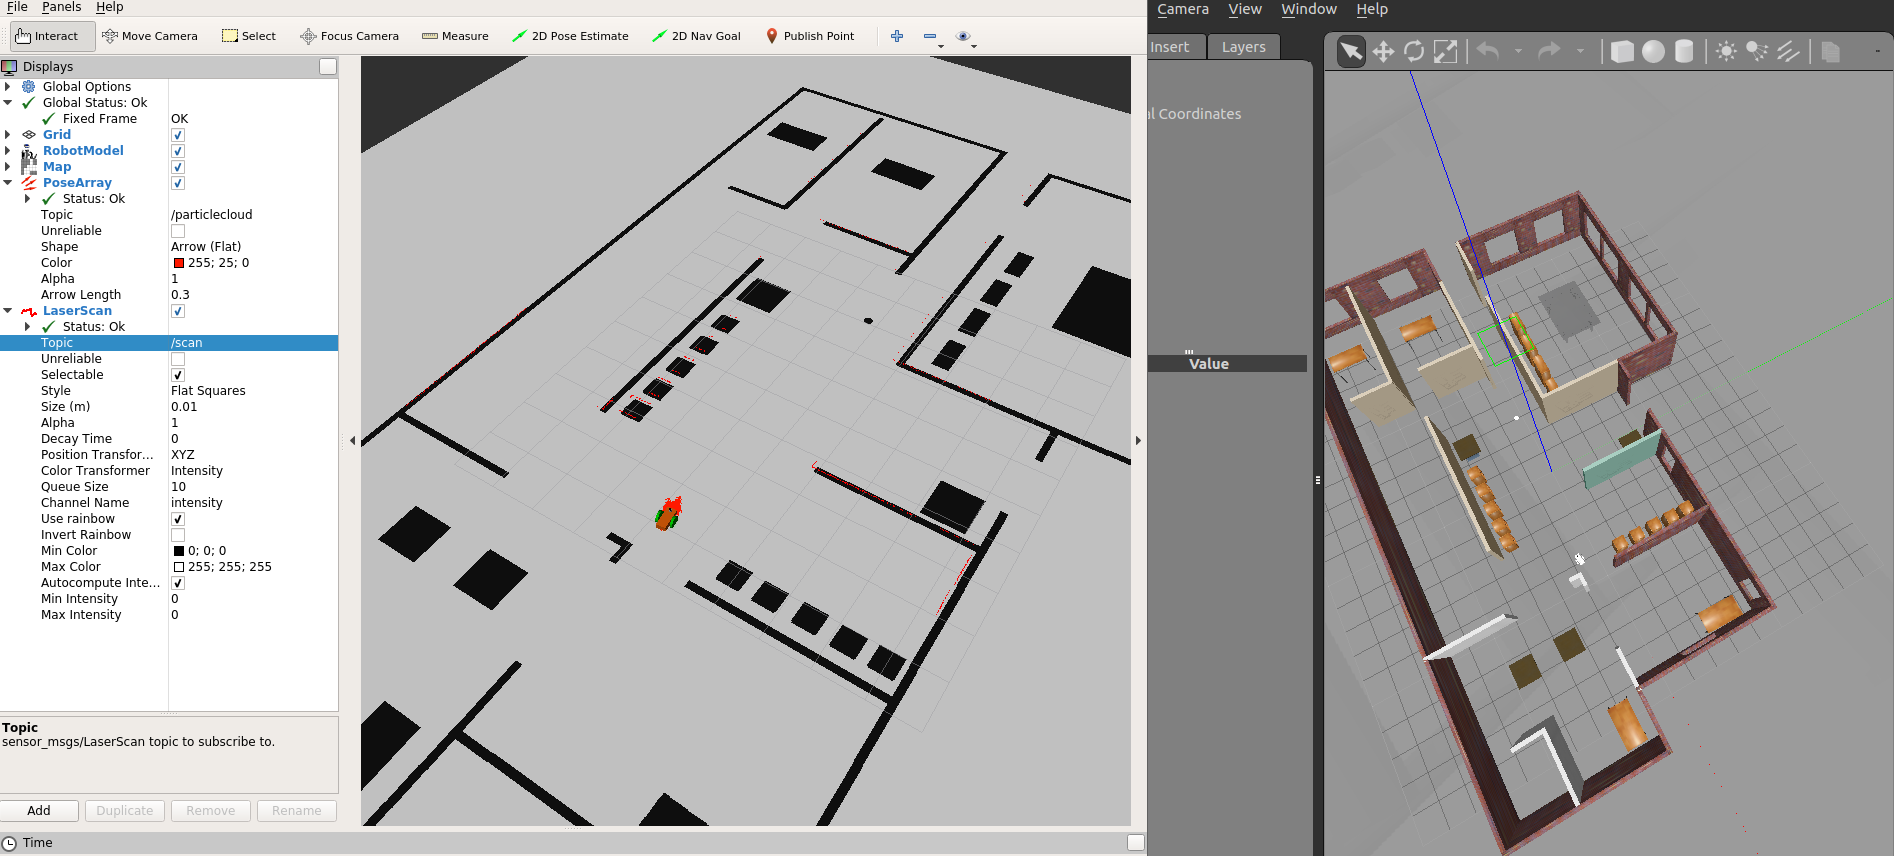 File Panels Help
Interact Move Camera Select Focus Camera Measure 2D Pose Estimate 2D Nav Goal Publish Point
Displays
Global Options
Global Status: Ok
Fixed Frame OK
Grid
RobotModel
Map
PoseArray
Status: Ok
Topic /particlecloud
Unreliable
Shape Arrow (Flat)
Color 255; 25; 0
Alpha 1
Arrow Length 0.3
LaserScan
Status: Ok
Topic /scan
Unreliable
Selectable
Style Flat Squares
Size (m) 0.01
Alpha 1
Decay Time 0
Position Transfor...
XYZ
Color Transformer Intensity
Queue Size 10
Channel Name intensity
Use rainbow
Invert Rainbow
Min Color 0; 0; 0
Max Color 255; 255; 255
Autocompute Inte...
Min Intensity 0
Max Intensity 0
Topic
sensor_msgs/LaserScan topic to subscribe to.
Add Duplicate Remove Rename
Time
Camera View Window Help
Insert Layers
l Coordinates
Value